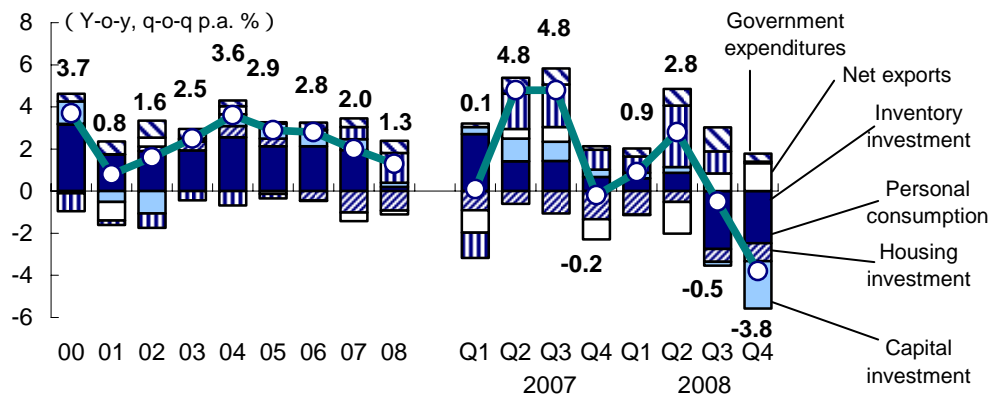 8
6
4
2
0
-2
-4
-6
( Y-o-y, q-o-q p.a. %)
3.7
0.8
1.6
2.5
3.6
2.9
2.8
2.0
1.3
0.1
4.8
4.8
-0.2
0.9
2.8
-0.5
-3.8
00 01 02 03 04 05 06 07 08 Q1 Q2 Q3 Q4 Q1 Q2 Q3 Q4
2007 2008
Government
expenditures
Net exports
Inventory
investment
Personal
consumption
Housing
investment
Capital
investment